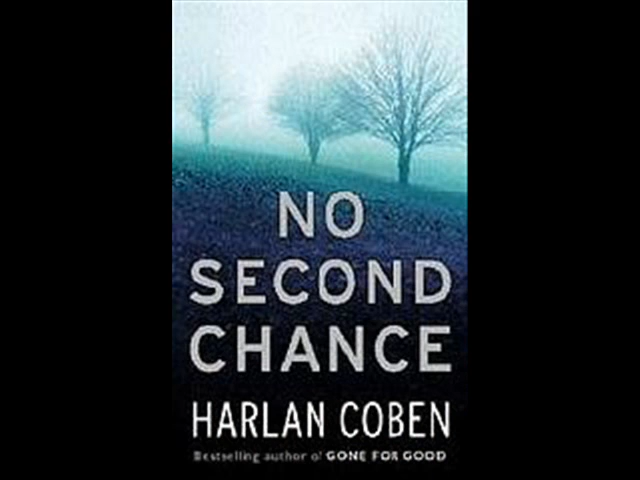 NO
SECOND
CHANCE
HARLAN COBEN
Bestselling author of GONE FOR GOOD